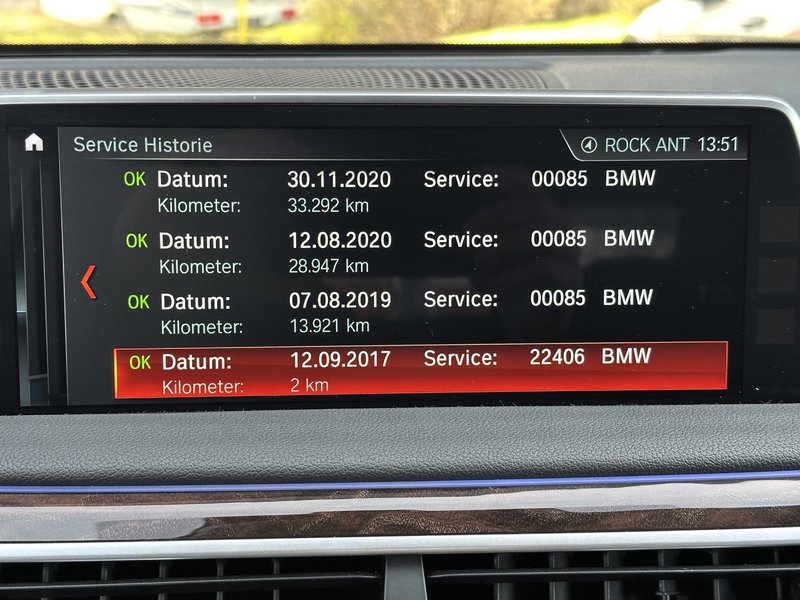 Service Historie ROCK ANT 13:51
OK Datum: 30.11.2020 Service: 00085 BMW
Kilometer: 33.292 km
OK Datum: 12.08.2020 Service: 00085 BMW
Kilometer: 28.947 km
OK Datum: 07.08.2019 Service: 00085 BMW
Kilometer: 13.921 km
OK Datum: 12.09.2017 Service: 22406 BMW
Kilometer: 2 km